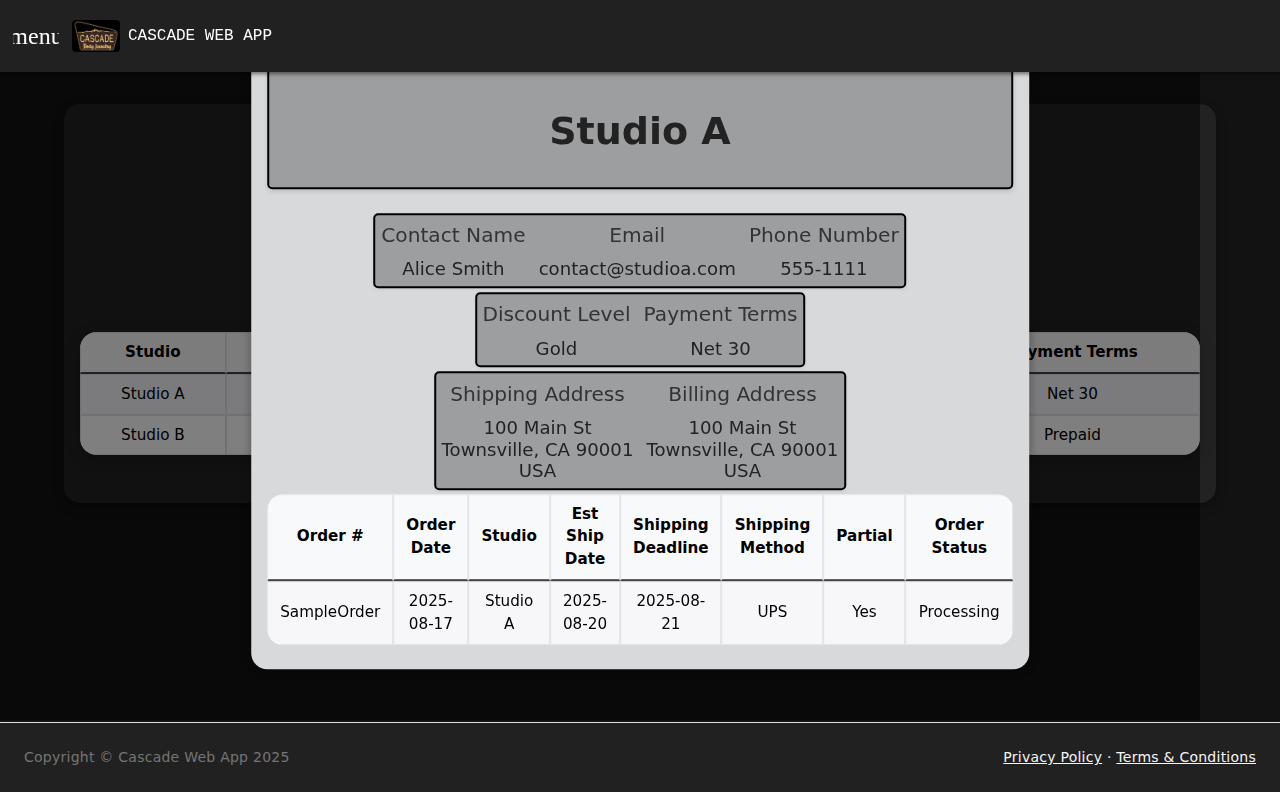 menu CASCADE Body Jewelry CASCADE WEB APP
Studio A
Contact Name Email Phone Number
Alice Smith contact@studioa.com 555-1111
Discount Level Payment Terms
Gold Net 30
Shipping Address Billing Address
100 Main St 100 Main St
Townsville, CA 90001 Townsville, CA 90001
USA USA
Studio yment Terms
Studio A Net 30
Studio B Prepaid
Order # Order Date Studio Est Ship Date Shipping Deadline Shipping Method Partial Order Status
SampleOrder 2025-08-17 Studio A 2025-08-20 2025-08-21 UPS Yes Processing
Copyright © Cascade Web App 2025 Privacy Policy · Terms & Conditions